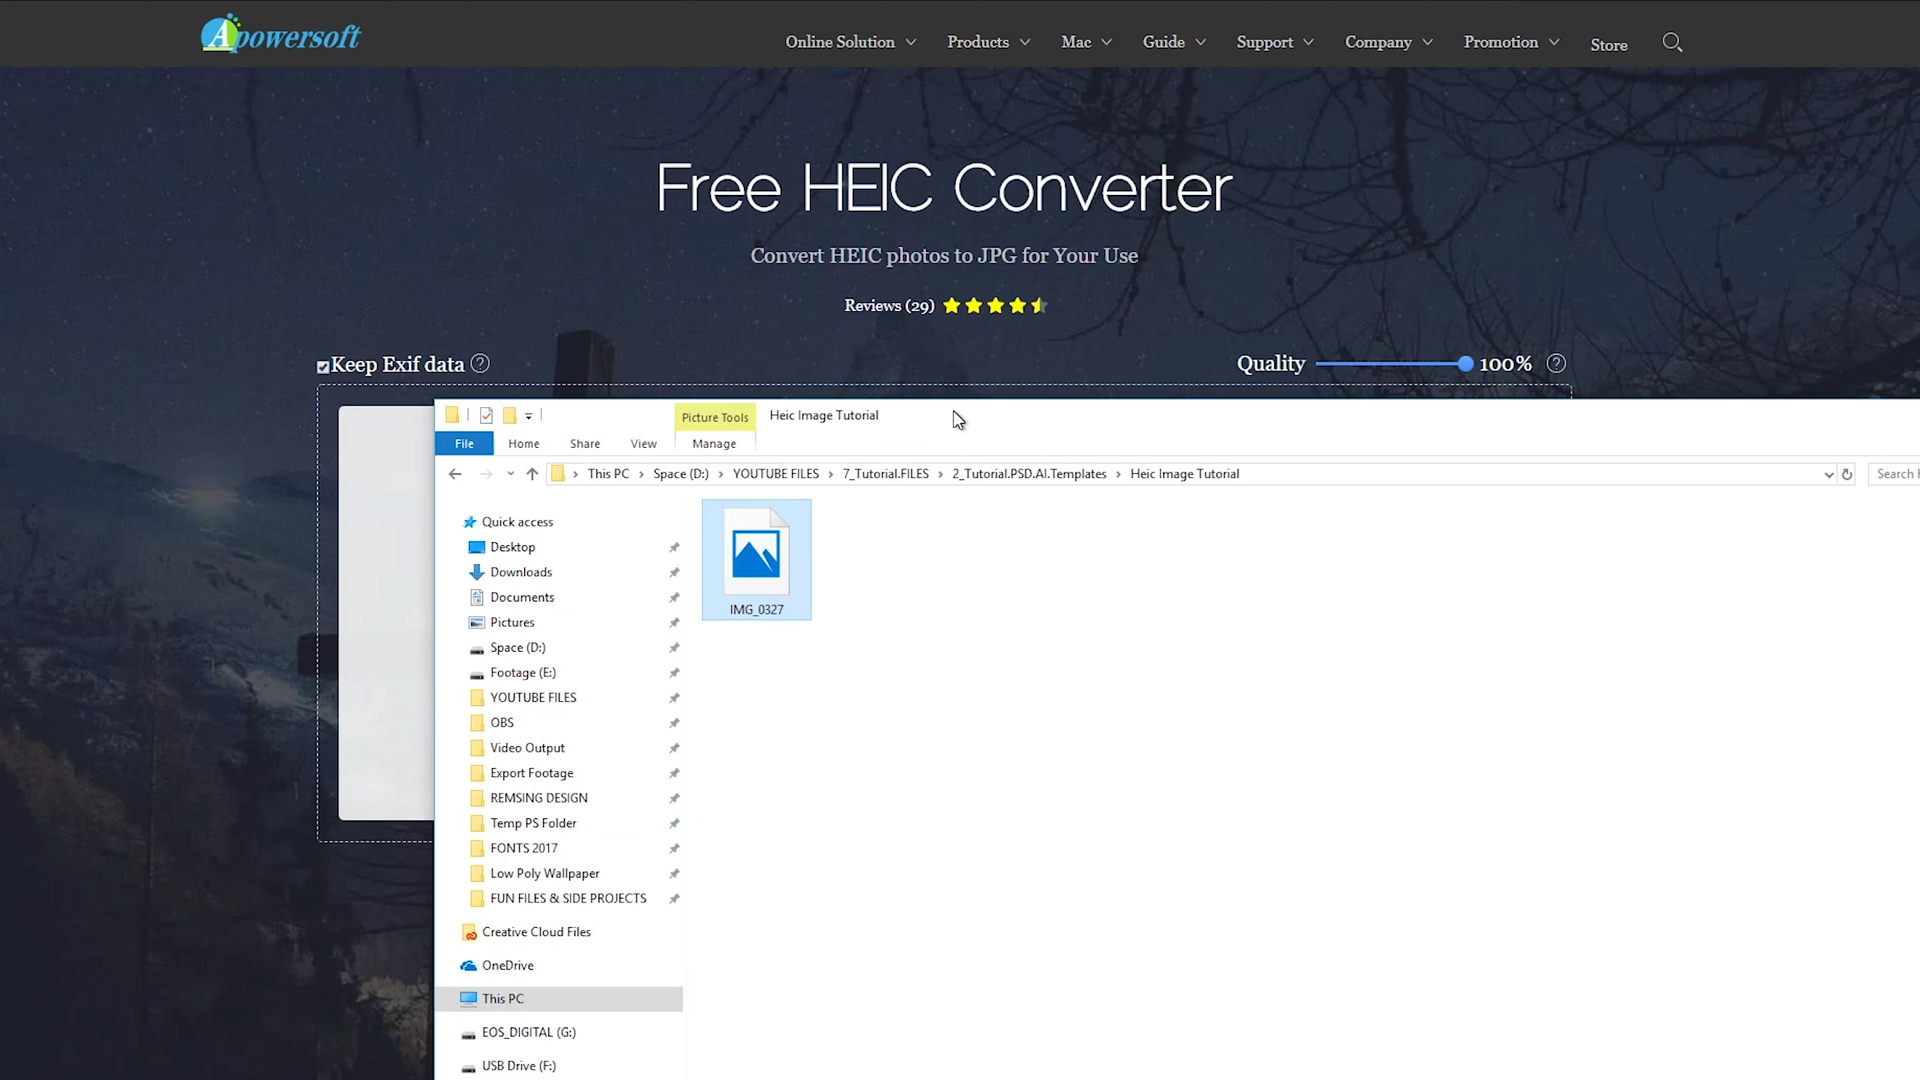 Apowersoft
Online Solution Products Mac Guide Support Company Promotion Store
Free HEIC Converter
Convert HEIC photos to JPG for Your Use
Reviews (29)
Keep Exif data ?
Quality 100% ?
Picture Tools Heic Image Tutorial
File Home Share View Manage
This PC > Space (D:) > YOUTUBE FILES > 7_Tutorial.FILES > 2_Tutorial.PSD.AI.Templates > Heic Image Tutorial
Search
Quick access
Desktop
Downloads
Documents
Pictures
Space (D:)
Footage (E:)
YOUTUBE FILES
OBS
Video Output
Export Footage
REMSING DESIGN
Temp PS Folder
FONTS 2017
Low Poly Wallpaper
FUN FILES & SIDE PROJECTS
Creative Cloud Files
OneDrive
This PC
EOS_DIGITAL (G:)
USB Drive (F:)
IMG_0327